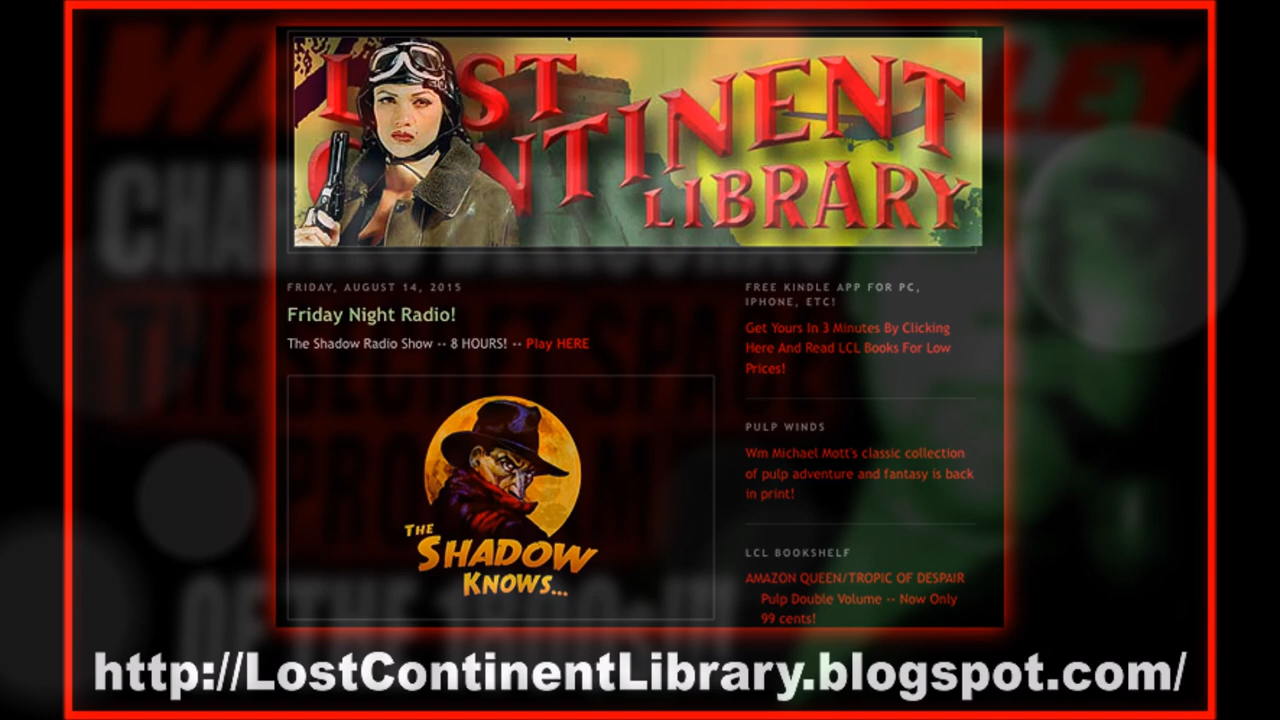 LOST
CONTINENT
LIBRARY
FRIDAY, AUGUST 14, 2015
Friday Night Radio!
The Shadow Radio Show -- 8 HOURS! -- Play HERE
THE
SHADOW
KNOWS...
FREE KINDLE APP FOR PC,
IPHONE, ETC!
Get Yours In 3 Minutes By Clicking
Here And Read LCL Books For Low
Prices!
PULP WINDS
Wm Michael Mott's classic collection
of pulp adventure and fantasy is back
in print!
LCL BOOKSHELF
AMAZON QUEEN/TROPIC OF DESPAIR
Pulp Double Volume -- Now Only
99 cents!
http://LostContinentLibrary.blogspot.com/